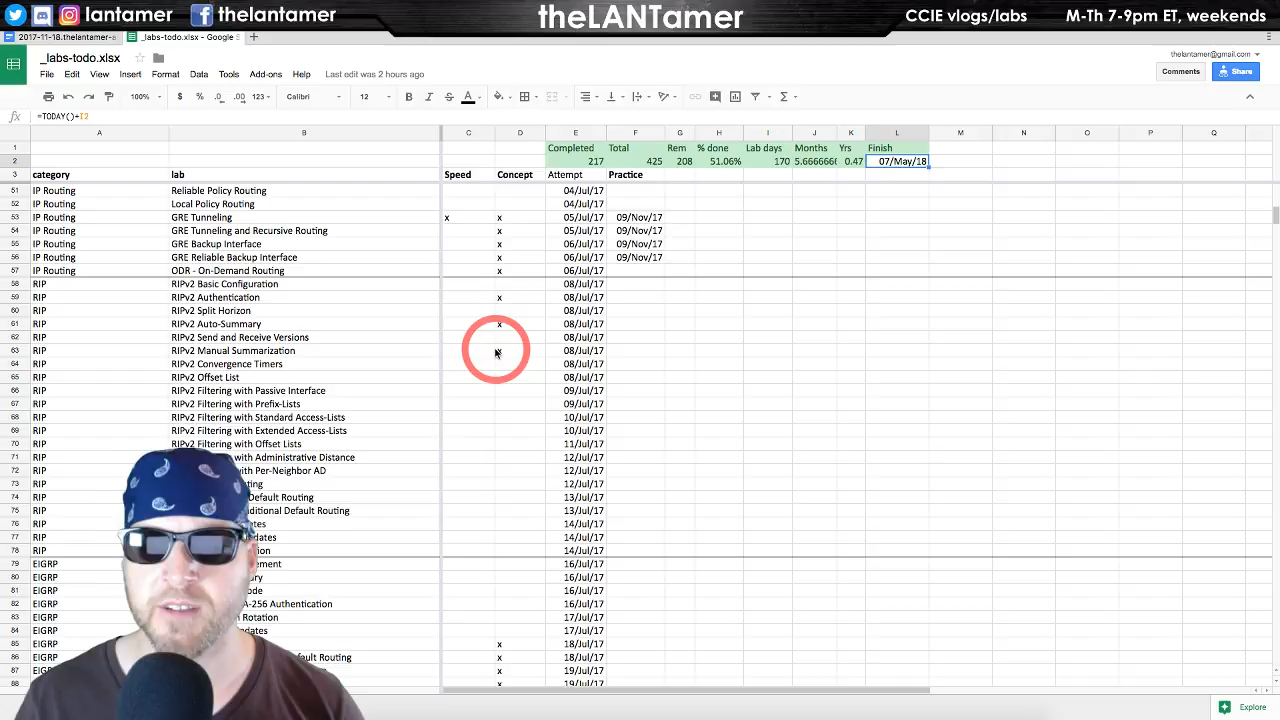 lantamer thelantamer theLANTamer CCIE vlogs/labs M-Th 7-9pm ET, weekends
2017-11-18.thelantamer-a _labs-todo.xlsx - Google S
thelantamer@gmail.com
_labs-todo.xlsx
Comments Share
File Edit View Insert Format Data Tools Add-ons Help Last edit was 2 hours ago
100% $ % .0 .00 123 Calibri 12 B I S A
fx =TODAY()+I2
A B C D E F G H I J K L M N O P Q
1 Completed Total Rem % done Lab days Months Yrs Finish
2 217 425 208 51.06% 170 5.6666666 0.47 07/May/18
3 category lab Speed Concept Attempt Practice
51 IP Routing Reliable Policy Routing 04/Jul/17
52 IP Routing Local Policy Routing 04/Jul/17
53 IP Routing GRE Tunneling x x 05/Jul/17 09/Nov/17
54 IP Routing GRE Tunneling and Recursive Routing x 05/Jul/17 09/Nov/17
55 IP Routing GRE Backup Interface x 06/Jul/17 09/Nov/17
56 IP Routing GRE Reliable Backup Interface x 06/Jul/17 09/Nov/17
57 IP Routing ODR - On-Demand Routing x 06/Jul/17
58 RIP RIPv2 Basic Configuration 08/Jul/17
59 RIP RIPv2 Authentication x 08/Jul/17
60 RIP RIPv2 Split Horizon 08/Jul/17
61 RIP RIPv2 Auto-Summary x 08/Jul/17
62 RIP RIPv2 Send and Receive Versions 08/Jul/17
63 RIP RIPv2 Manual Summarization x 08/Jul/17
64 RIP RIPv2 Convergence Timers 08/Jul/17
65 RIP RIPv2 Offset List 08/Jul/17
66 RIP RIPv2 Filtering with Passive Interface 09/Jul/17
67 RIP RIPv2 Filtering with Prefix-Lists 09/Jul/17
68 RIP RIPv2 Filtering with Standard Access-Lists 10/Jul/17
69 RIP RIPv2 Filtering with Extended Access-Lists 10/Jul/17
70 RIP RIPv2 Filtering with Offset Lists 11/Jul/17
71 RIP with Administrative Distance 12/Jul/17
72 RIP with Per-Neighbor AD 12/Jul/17
73 RIP 12/Jul/17
74 RIP Default Routing 13/Jul/17
75 RIP Default Routing 13/Jul/17
76 RIP 14/Jul/17
77 RIP 14/Jul/17
78 RIP 14/Jul/17
79 EIGRP 16/Jul/17
80 EIGRP 16/Jul/17
81 EIGRP 16/Jul/17
82 EIGRP Authentication 16/Jul/17
83 EIGRP Rotation 17/Jul/17
84 EIGRP 17/Jul/17
85 EIGRP x 18/Jul/17
86 EIGRP Routing x 18/Jul/17
87 x 19/Jul/17
88 x 19/Jul/17
Explore